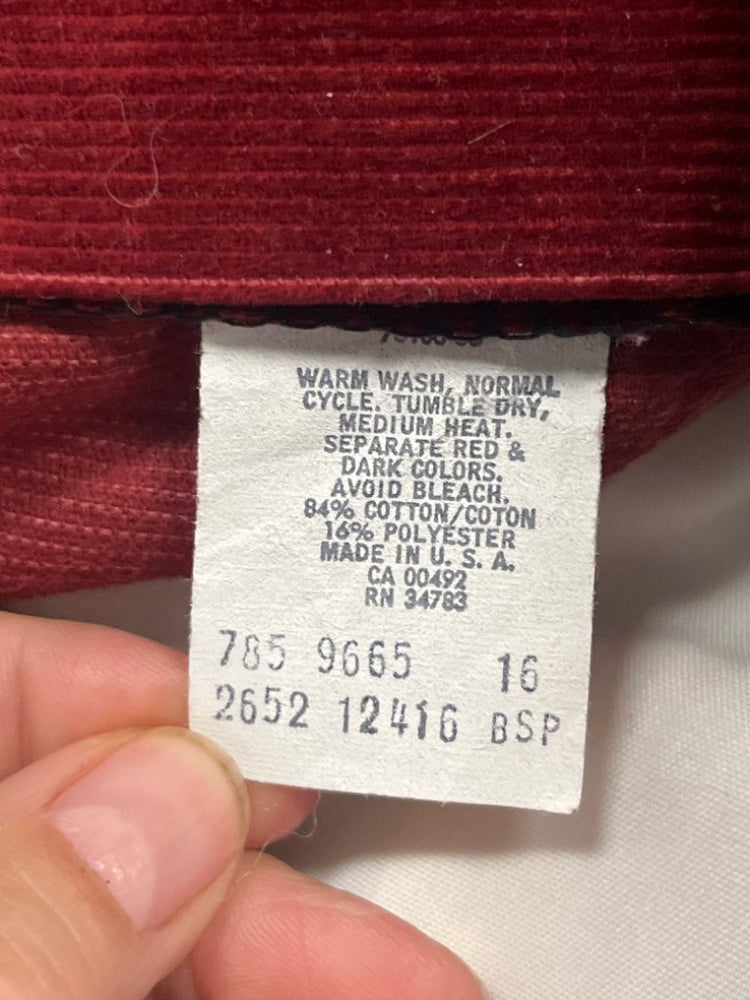 WARM WASH, NORMAL
CYCLE. TUMBLE DRY,
MEDIUM HEAT.
SEPARATE RED &
DARK COLORS.
AVOID BLEACH.
84% COTTON/COTON
16% POLYESTER
MADE IN U. S. A.
CA 00492
RN 34783
785 9665 16
2652 12416 BSP